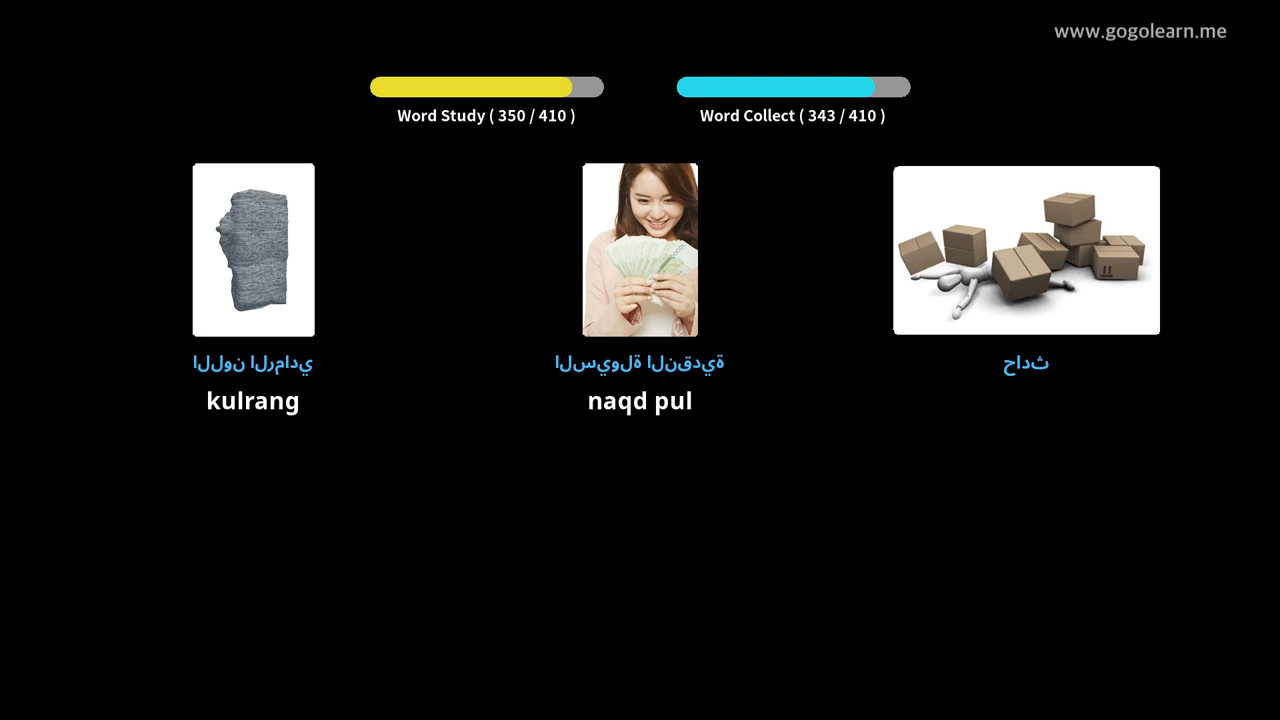 www.gogolearn.me
Word Study ( 350 / 410 )
Word Collect ( 343 / 410 )
اللون الرمادي
kulrang
السيولة النقدية
naqd pul
حادث